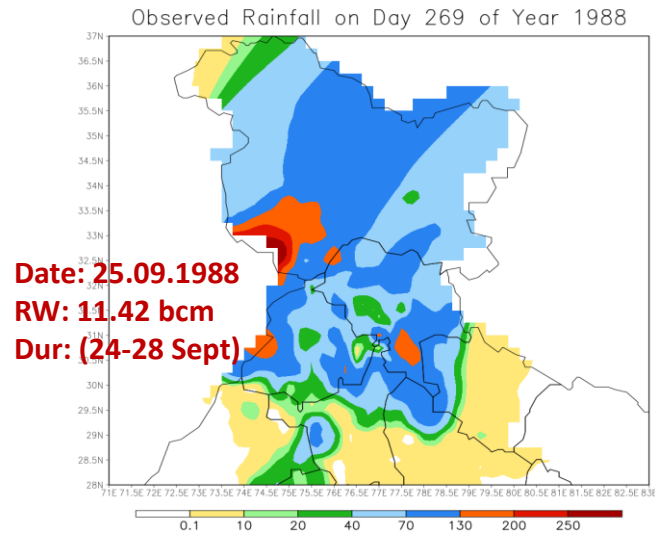 Observed Rainfall on Day 269 of Year 1988
37N
36.5N
36N
35.5N
35N
34.5N
34N
33.5N
33N
32.5N
32N
Date: 25.09.1988
RW: 11.42 bcm
31N
Dur: (24-28 Sept)
30.5N
30N
29.5N
29N
28.5N
28N
71E 71.5E 72E 72.5E 73E 73.5E 74E 74.5E 75E 75.5E 76E 76.5E 77E 77.5E 78E 78.5E 79E 79.5E 80E 80.5E 81E 81.5E 82E 82.5E 83E
0.1 10 20 40 70 130 200 250